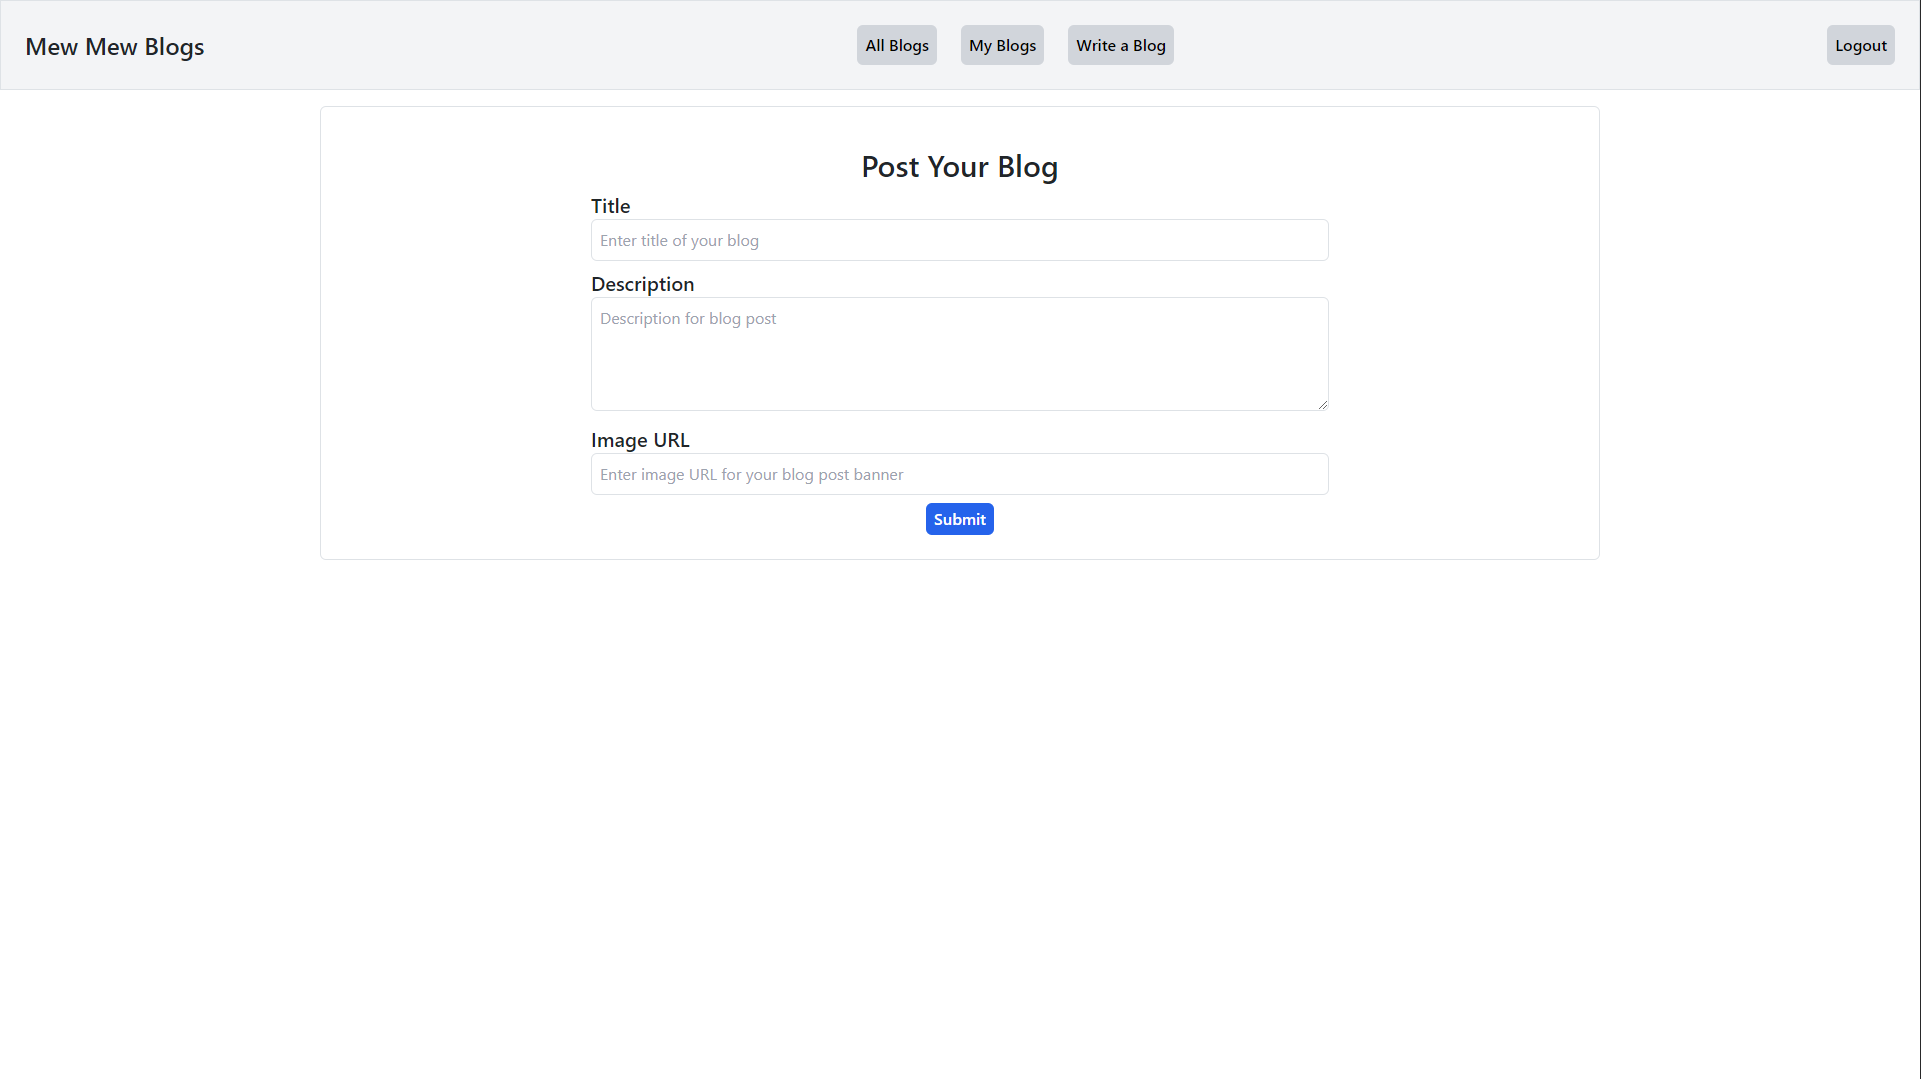 Mew Mew Blogs
All Blogs
My Blogs
Write a Blog
Logout
Post Your Blog
Title
Enter title of your blog
Description
Description for blog post
Image URL
Enter image URL for your blog post banner
Submit